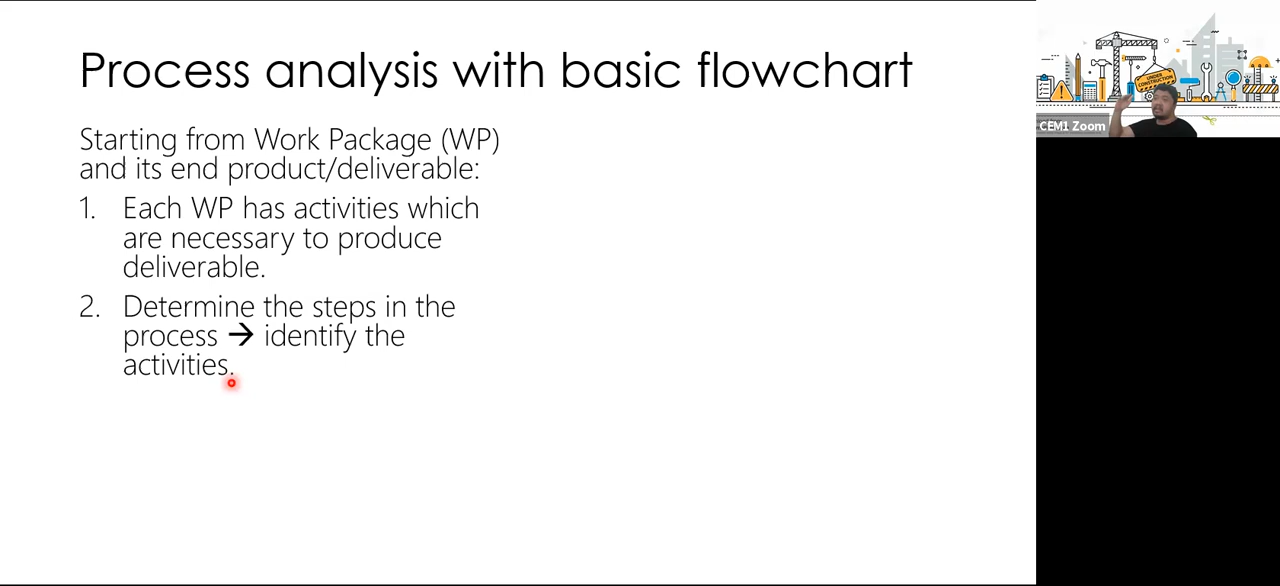 Process analysis with basic flowchart
Starting from Work Package (WP)
and its end product/deliverable:
1. Each WP has activities which
are necessary to produce
deliverable.
2. Determine the steps in the
process → identify the
activities.
UNDER
CONSTRUCTION
CEM1 Zoom